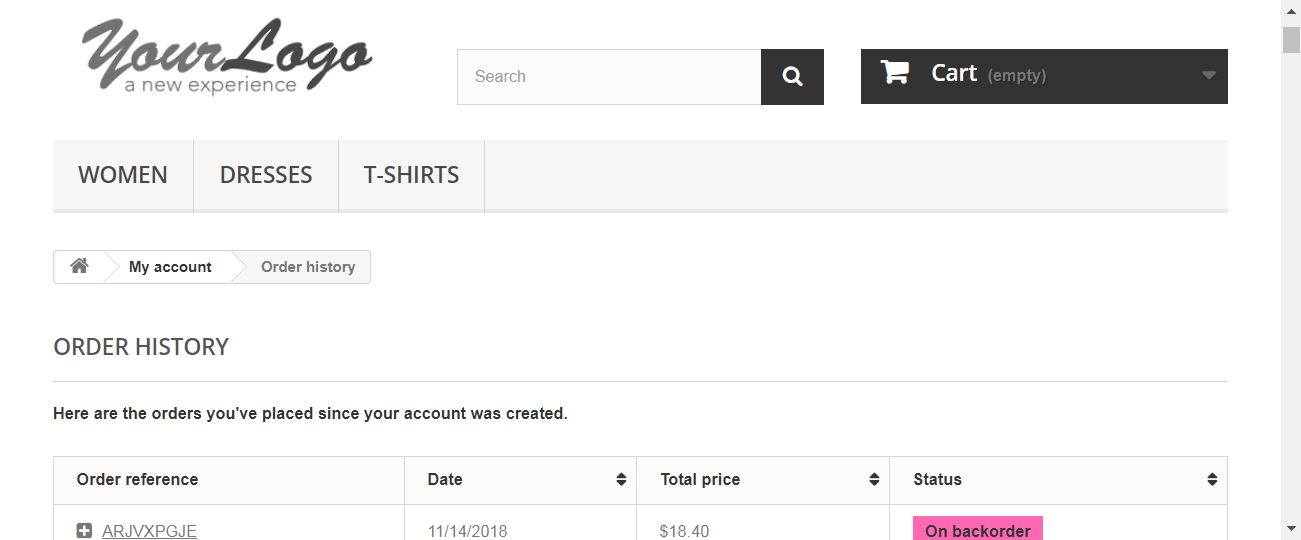 YourLogo
a new experience
Search
Cart (empty)
WOMEN DRESSES T-SHIRTS
My account Order history
ORDER HISTORY
Here are the orders you've placed since your account was created.
Order reference Date Total price Status
ARJVXPGJE 11/14/2018 $18.40 On backorder